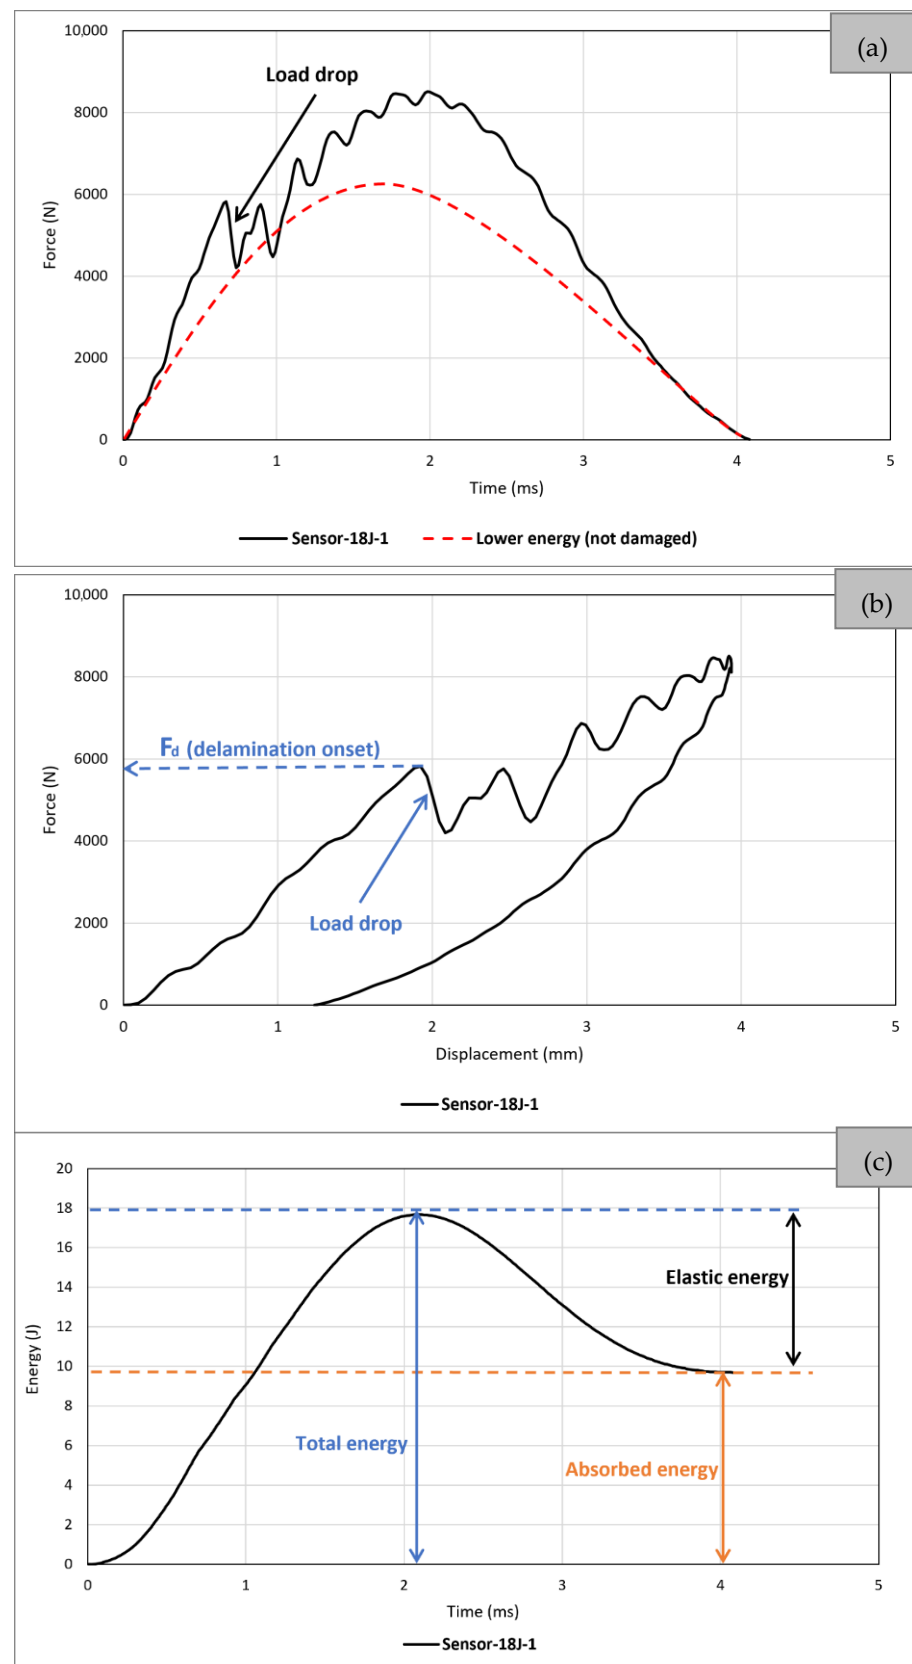 (a)
10,000
Load drop
8000
6000
Force (N)
4000
2000
0
0 1 2 3 4 5
Time (ms)
Sensor-18J-1 Lower energy (not damaged)
(b)
10,000
8000
Fd (delamination onset)
6000
Force (N)
4000
Load drop
2000
0
0 1 2 3 4 5
Displacement (mm)
Sensor-18J-1
(c)
20
18
16
Elastic energy
14
12
Energy (J)
10
8
Total energy
6
Absorbed energy
4
2
0
0 1 2 3 4 5
Time (ms)
Sensor-18J-1